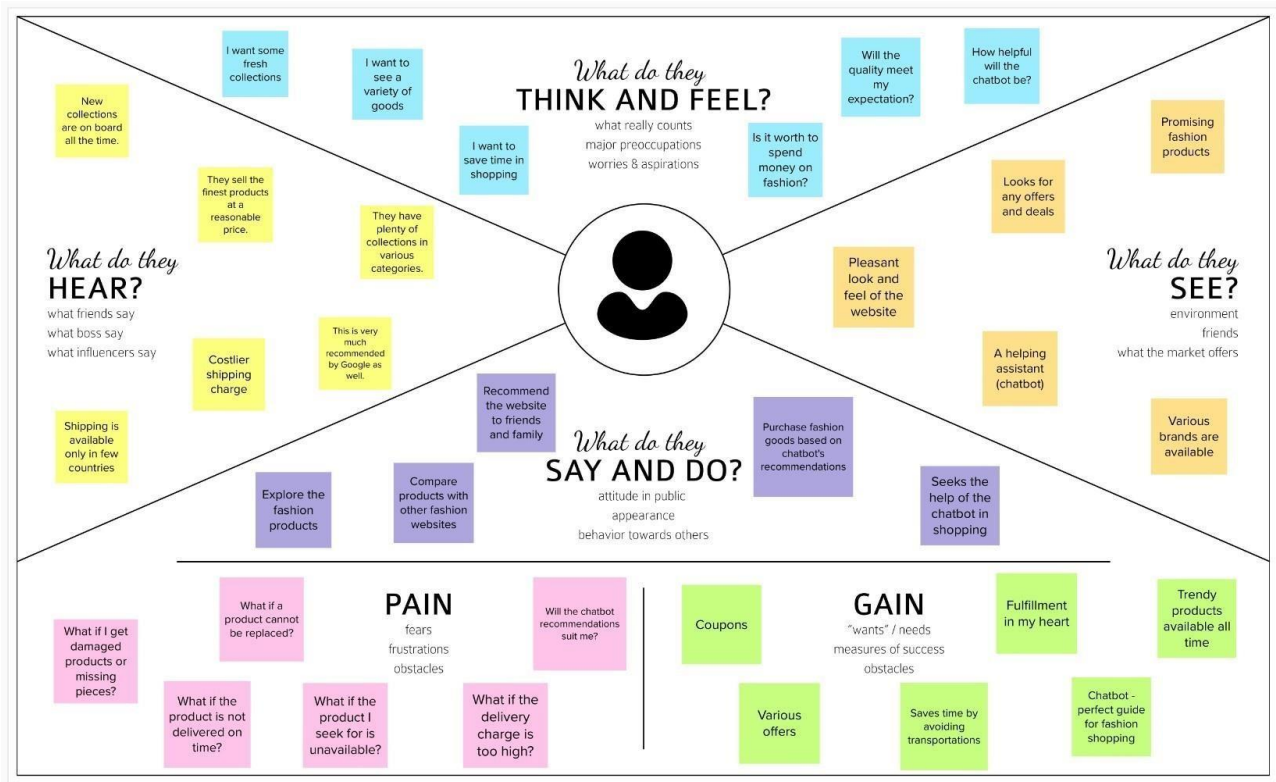 I want some
fresh
collections
I want to
see a
variety of
goods
I want to
save time in
shopping
What do they
THINK AND FEEL?
what really counts
major preoccupations
worries & aspirations
Will the
quality meet
my
expectation?
How helpful
will the
chatbot be?
Is it worth to
spend
money on
fashion?
New
collections
are on board
all the time.
They sell the
finest products
at a
reasonable
price.
They have
plenty of
collections in
various
categories.
What do they
HEAR?
what friends say
what boss say
what influencers say
This is very
much
recommended
by Google as
well.
Costlier
shipping
charge
Shipping is
available
only in few
countries
Promising
fashion
products
Looks for
any offers
and deals
Pleasant
look and
feel of the
website
What do they
SEE?
environment
friends
what the market offers
A helping
assistant
(chatbot)
Various
brands are
available
Recommend
the website
to friends
and family
What do they
SAY AND DO?
attitude in public
appearance
behavior towards others
Purchase fashion
goods based on
chatbot's
recommendations
Explore the
fashion
products
Compare
products with
other fashion
websites
Seeks the
help of the
chatbot in
shopping
PAIN
fears
frustrations
obstacles
What if a
product cannot
be replaced?
Will the chatbot
recommendations
suit me?
What if I get
damaged
products or
missing
pieces?
What if the
product is not
delivered on
time?
What if the
product I
seek for is
unavailable?
What if the
delivery
charge is
too high?
GAIN
"wants" / needs
measures of success
obstacles
Coupons
Fulfillment
in my heart
Trendy
products
available all
time
Various
offers
Saves time by
avoiding
transportations
Chatbot -
perfect guide
for fashion
shopping